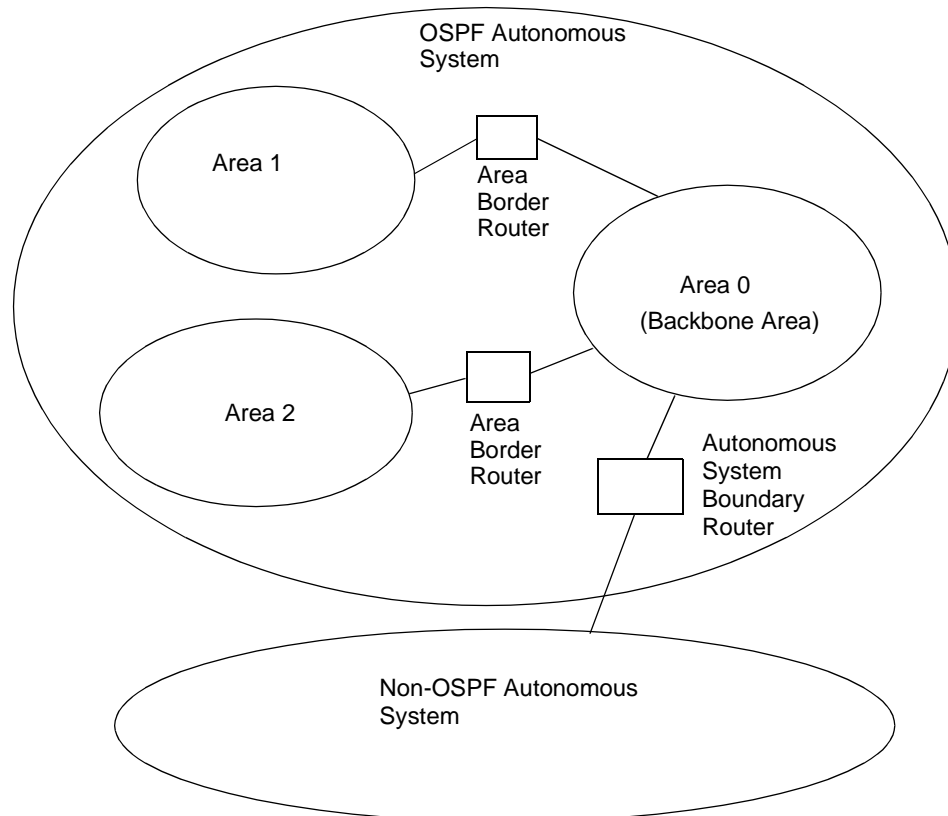 OSPF Autonomous
System
Area 1
Area
Border
Router
Area 0
(Backbone Area)
Area 2
Area
Border
Router
Autonomous
System
Boundary
Router
Non-OSPF Autonomous
System